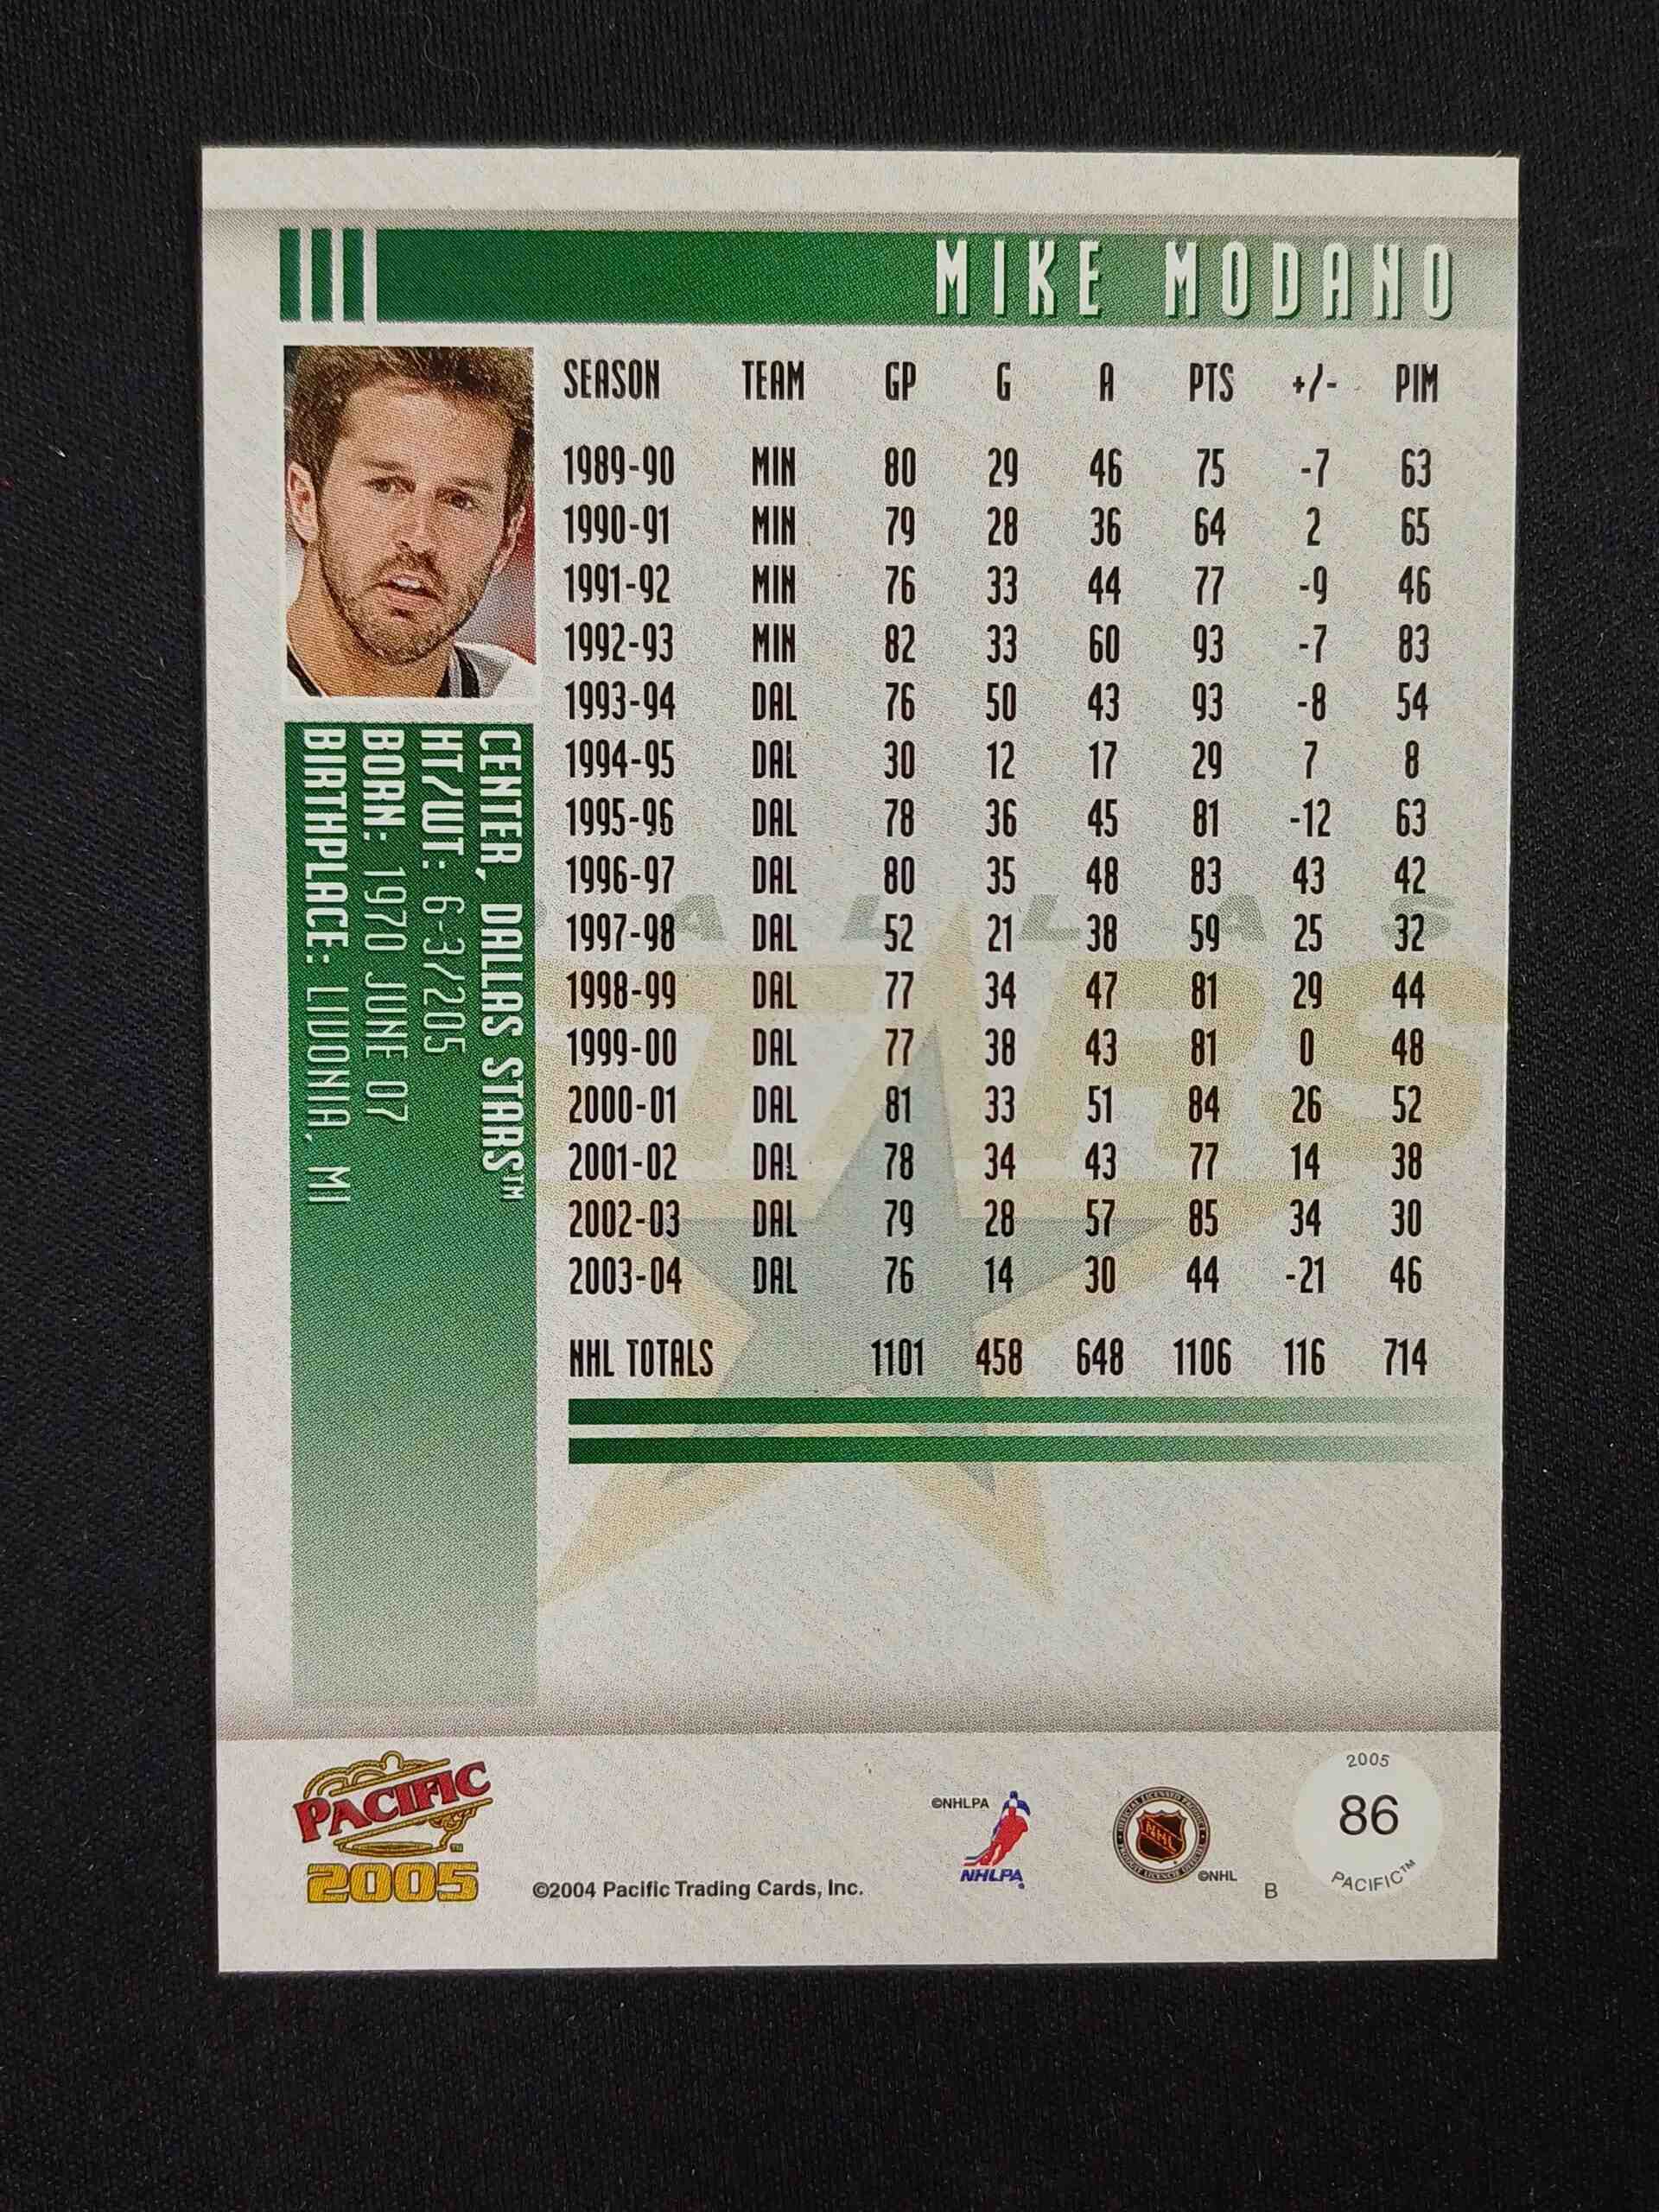 MIKE MODANO
SEASON TEAM GP G A PTS +/- PIM
1989-90 MIN 80 29 46 75 -7 63
1990-91 MIN 79 28 36 64 2 65
1991-92 MIN 76 33 44 77 -9 46
1992-93 MIN 82 33 60 93 -7 83
1993-94 DAL 76 50 43 93 -8 54
1994-95 DAL 30 12 17 29 7 8
1995-96 DAL 78 36 45 81 -12 63
1996-97 DAL 80 35 48 83 43 42
1997-98 DAL 52 21 38 59 25 32
1998-99 DAL 77 34 47 81 29 44
1999-00 DAL 77 38 43 81 0 48
2000-01 DAL 81 33 51 84 26 52
2001-02 DAL 78 34 43 77 14 38
2002-03 DAL 79 28 57 85 34 30
2003-04 DAL 76 14 30 44 -21 46
NHL TOTALS 1101 458 648 1106 116 714
CENTER, DALLAS STARS™
HT/WT: 6-3/205
BORN: 1970 JUNE 07
BIRTHPLACE: LIVONIA, MI
DALLAS
STARS
PACIFIC™
2005
©2004 Pacific Trading Cards, Inc.
©NHLPA
NHLPA
NHL
©NHL
B
2005
86
PACIFIC™